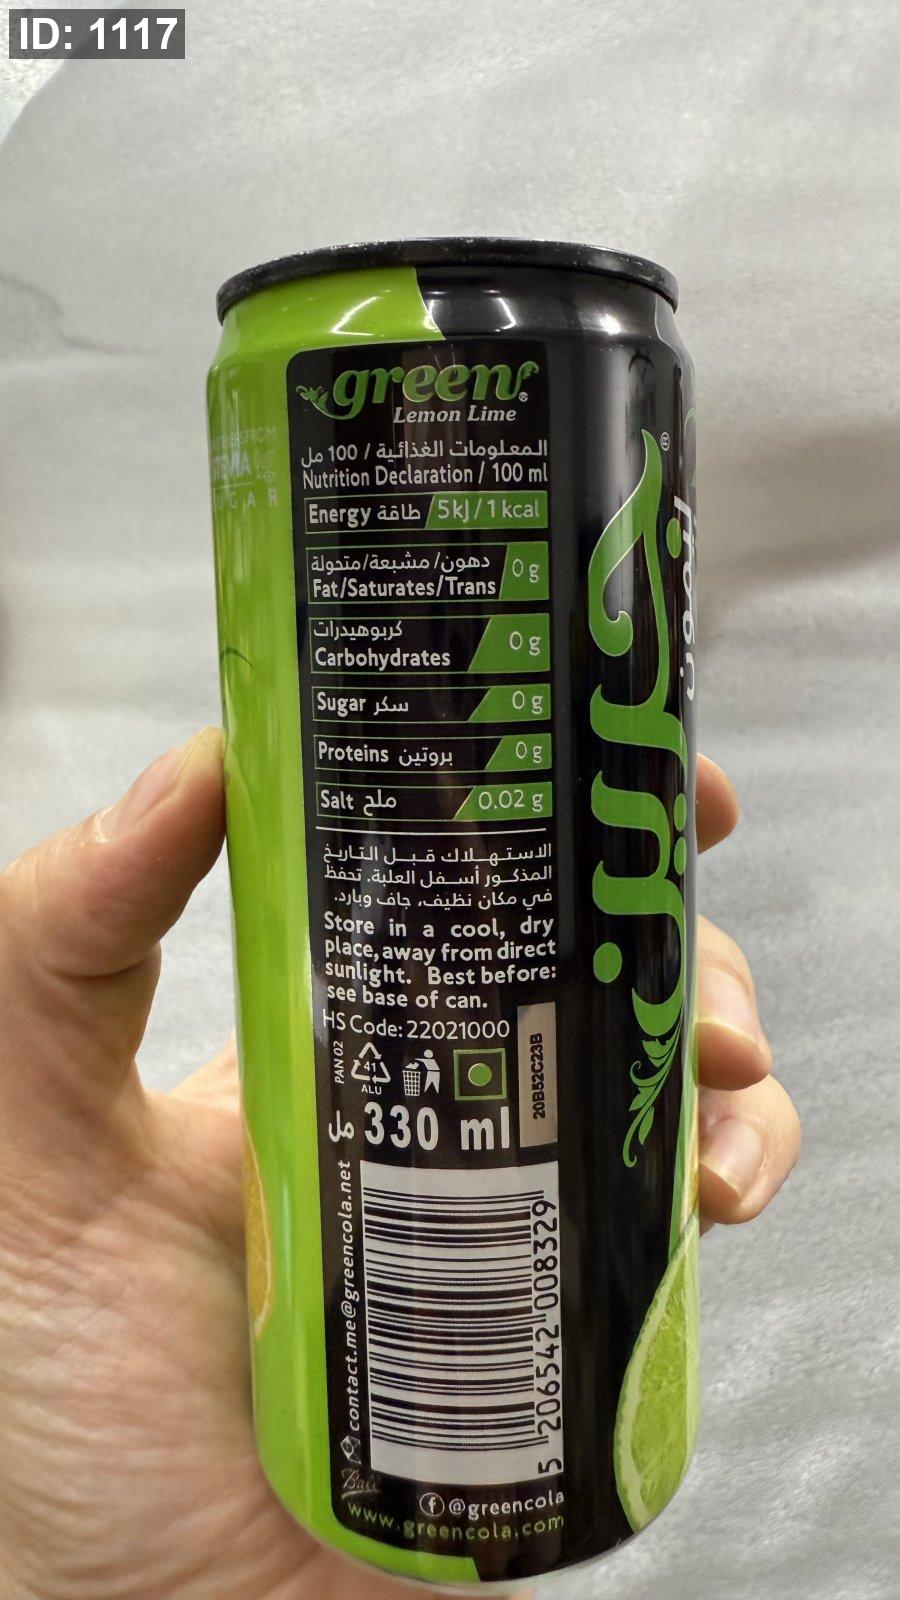 ID: 1117
green®
Lemon Lime
المعلومات الغذائية / 100 مل
Nutrition Declaration / 100 ml
Energy طاقة 5kJ/1kcal
دهون/مشبعة/متحولة
Fat/Saturates/Trans 0 g
كربوهيدرات
Carbohydrates 0 g
Sugar سكر 0 g
Proteins بروتين 0 g
Salt ملح 0.02 g
الاستهلاك قبل التاريخ
المذكور أسفل العلبة. تحفظ
في مكان نظيف، جاف وبارد.
Store in a cool, dry
place, away from direct
sunlight. Best before:
see base of can.
HS Code: 22021000
PAN 02
41
ALU
20B52C23B
330 ml مل
contact.me@greencola.net
5 206542 008329
Ball
@greencola
www.greencola.com
جرين
®
STEVIA